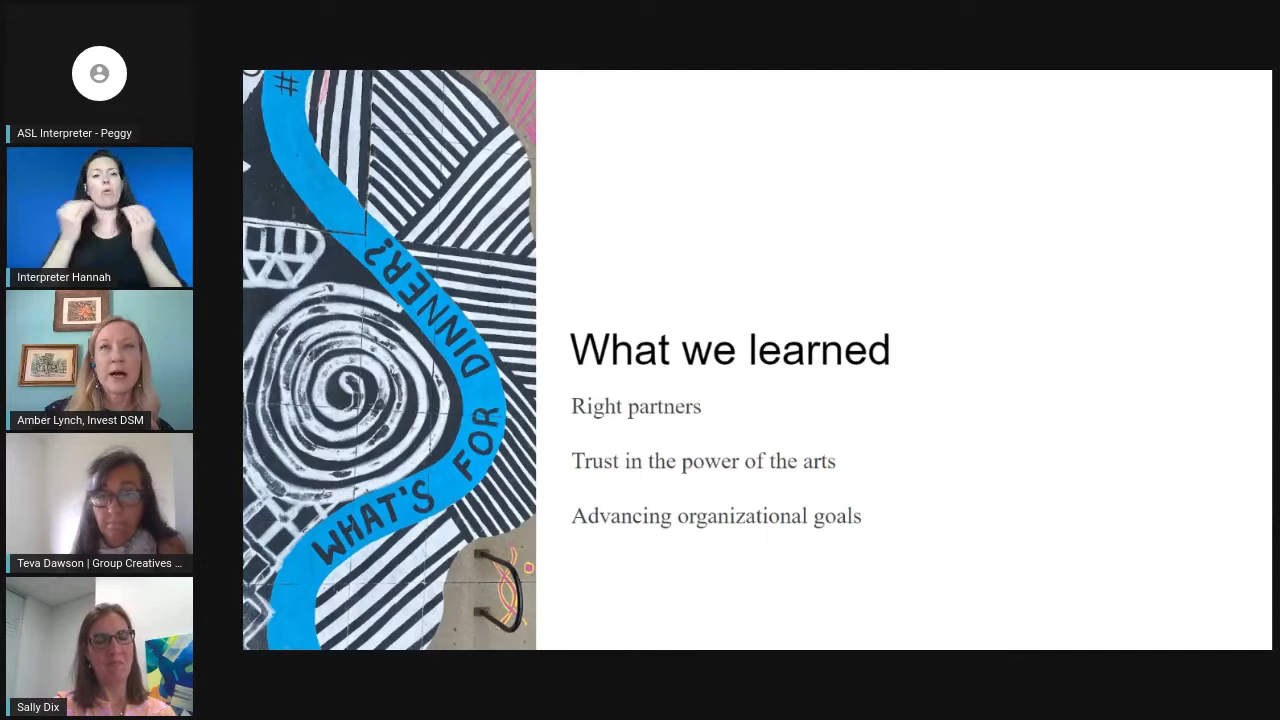 ASL Interpreter - Peggy
Interpreter Hannah
Amber Lynch, Invest DSM
Teva Dawson | Group Creatives ...
Sally Dix
#
WHAT'S FOR DINNER?
What we learned
Right partners
Trust in the power of the arts
Advancing organizational goals